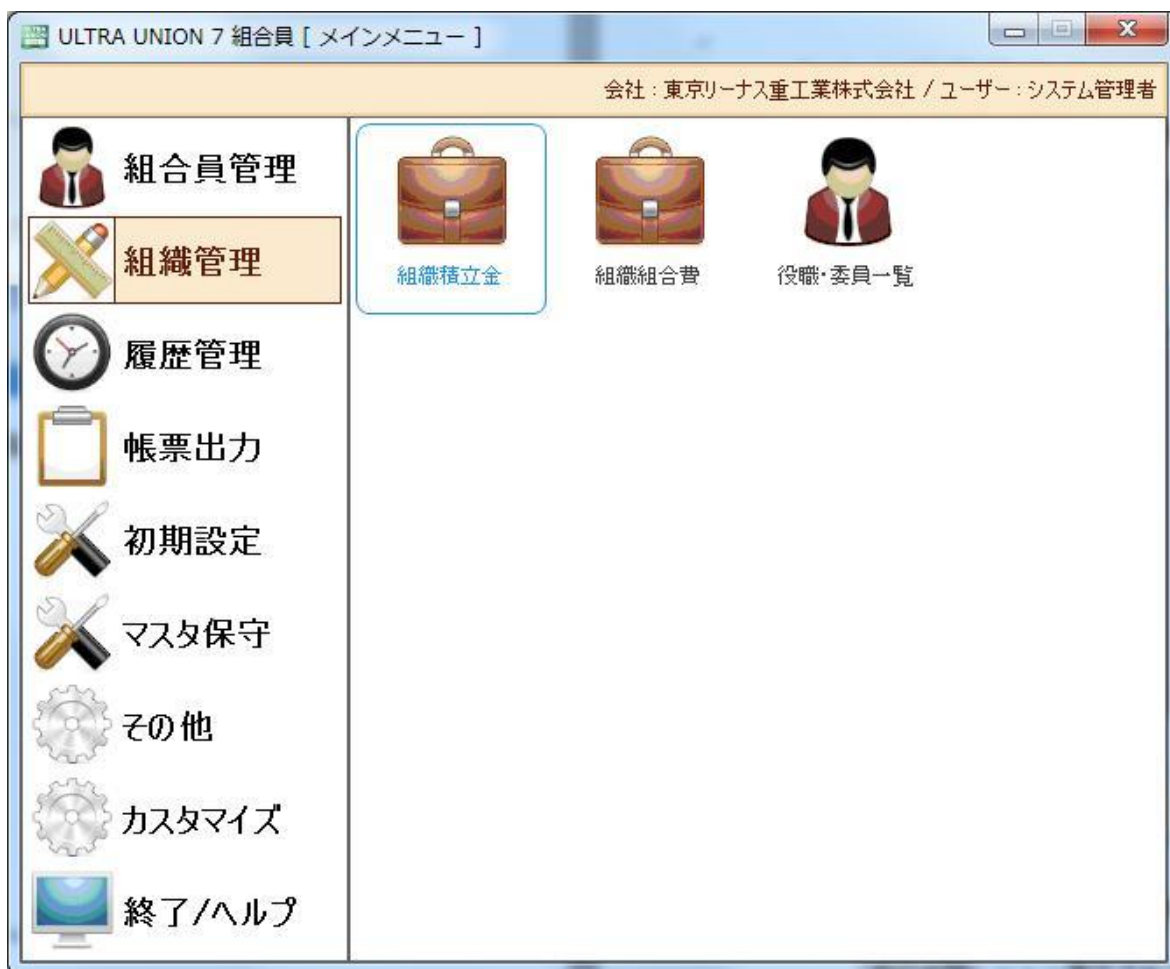 ULTRA UNION 7 組合員 [ メインメニュー ]
会社：東京リーナス重工業株式会社 / ユーザー：システム管理者
組合員管理
組織管理
履歴管理
帳票出力
初期設定
マスタ保守
その他
カスタマイズ
終了/ヘルプ
組織積立金
組織組合費
役職・委員一覧